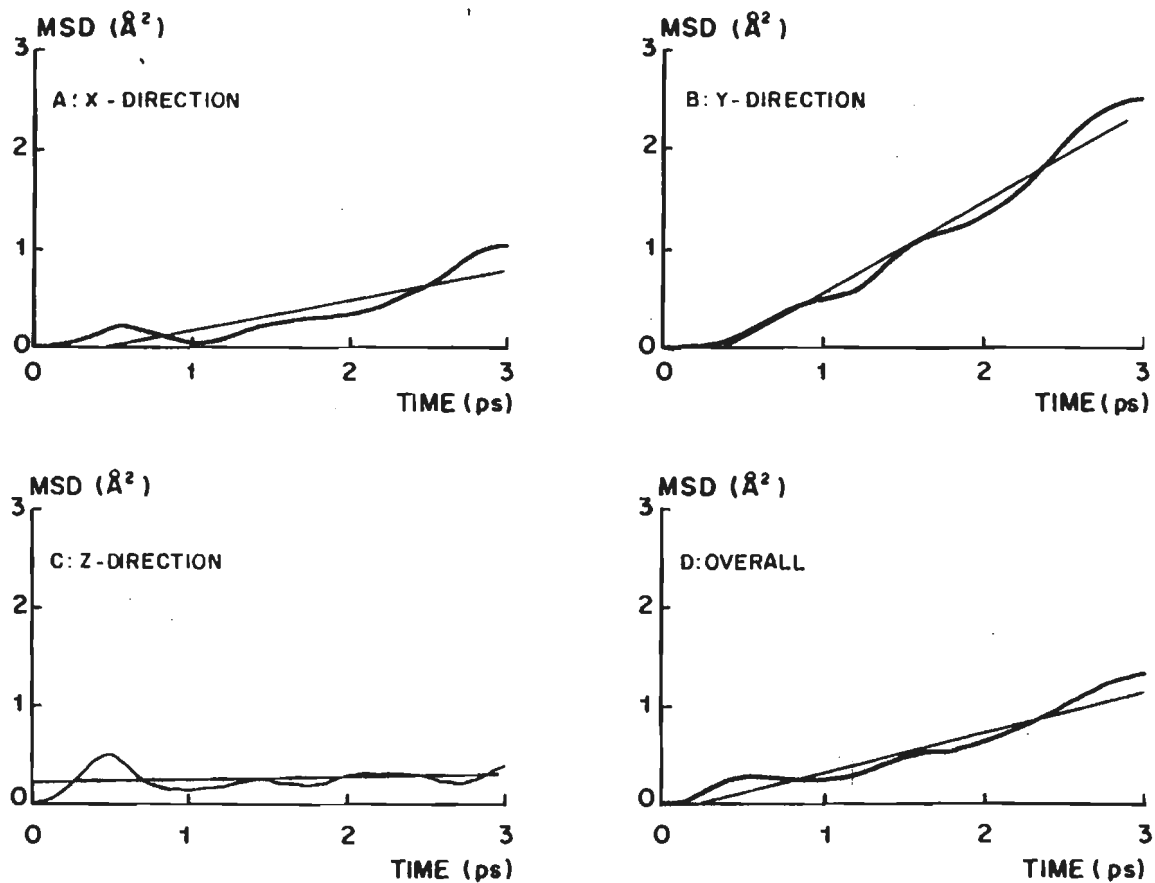 MSD (Å²)
3
A: X - DIRECTION
2
1
0
0 1 2 3
TIME (ps)
MSD (Å²)
3
B: Y-DIRECTION
2
1
0
0 1 2 3
TIME (ps)
MSD (Å²)
3
C: Z-DIRECTION
2
1
0
0 1 2 3
TIME (ps)
MSD (Å²)
3
D: OVERALL
2
1
0
0 1 2 3
TIME (ps)